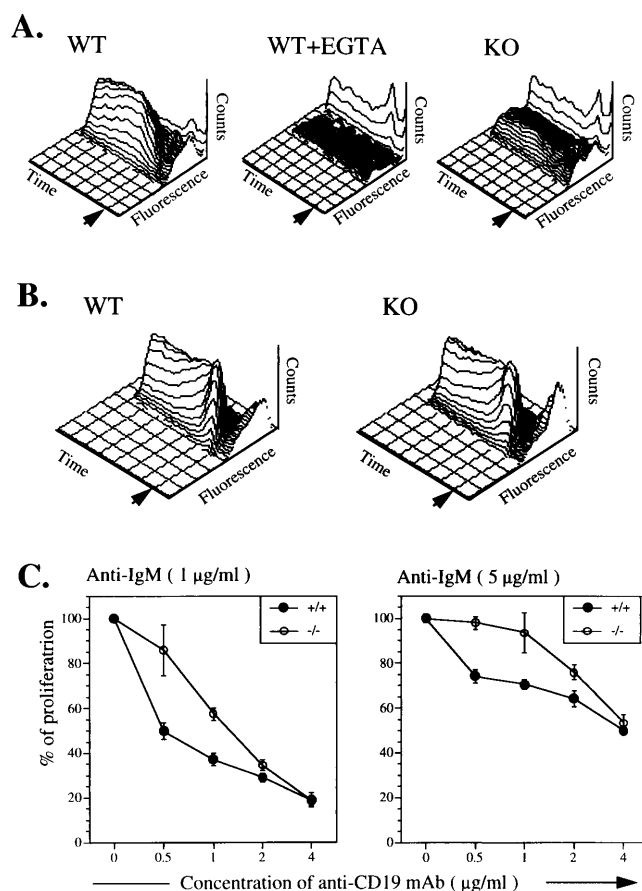 A.
WT
WT+EGTA
KO
Counts
Counts
Counts
Time
Fluorescence
Time
Fluorescence
Time
Fluorescence
B.
WT
KO
Counts
Counts
Time
Fluorescence
Time
Fluorescence
C.
Anti-IgM ( 1 µg/ml )
Anti-IgM ( 5 µg/ml )
+/+
-/-
+/+
-/-
% of proliferatrion
100
80
60
40
20
0
100
80
60
40
20
0
0 0.5 1 2 4
0 0.5 1 2 4
Concentration of anti-CD19 mAb ( µg/ml )